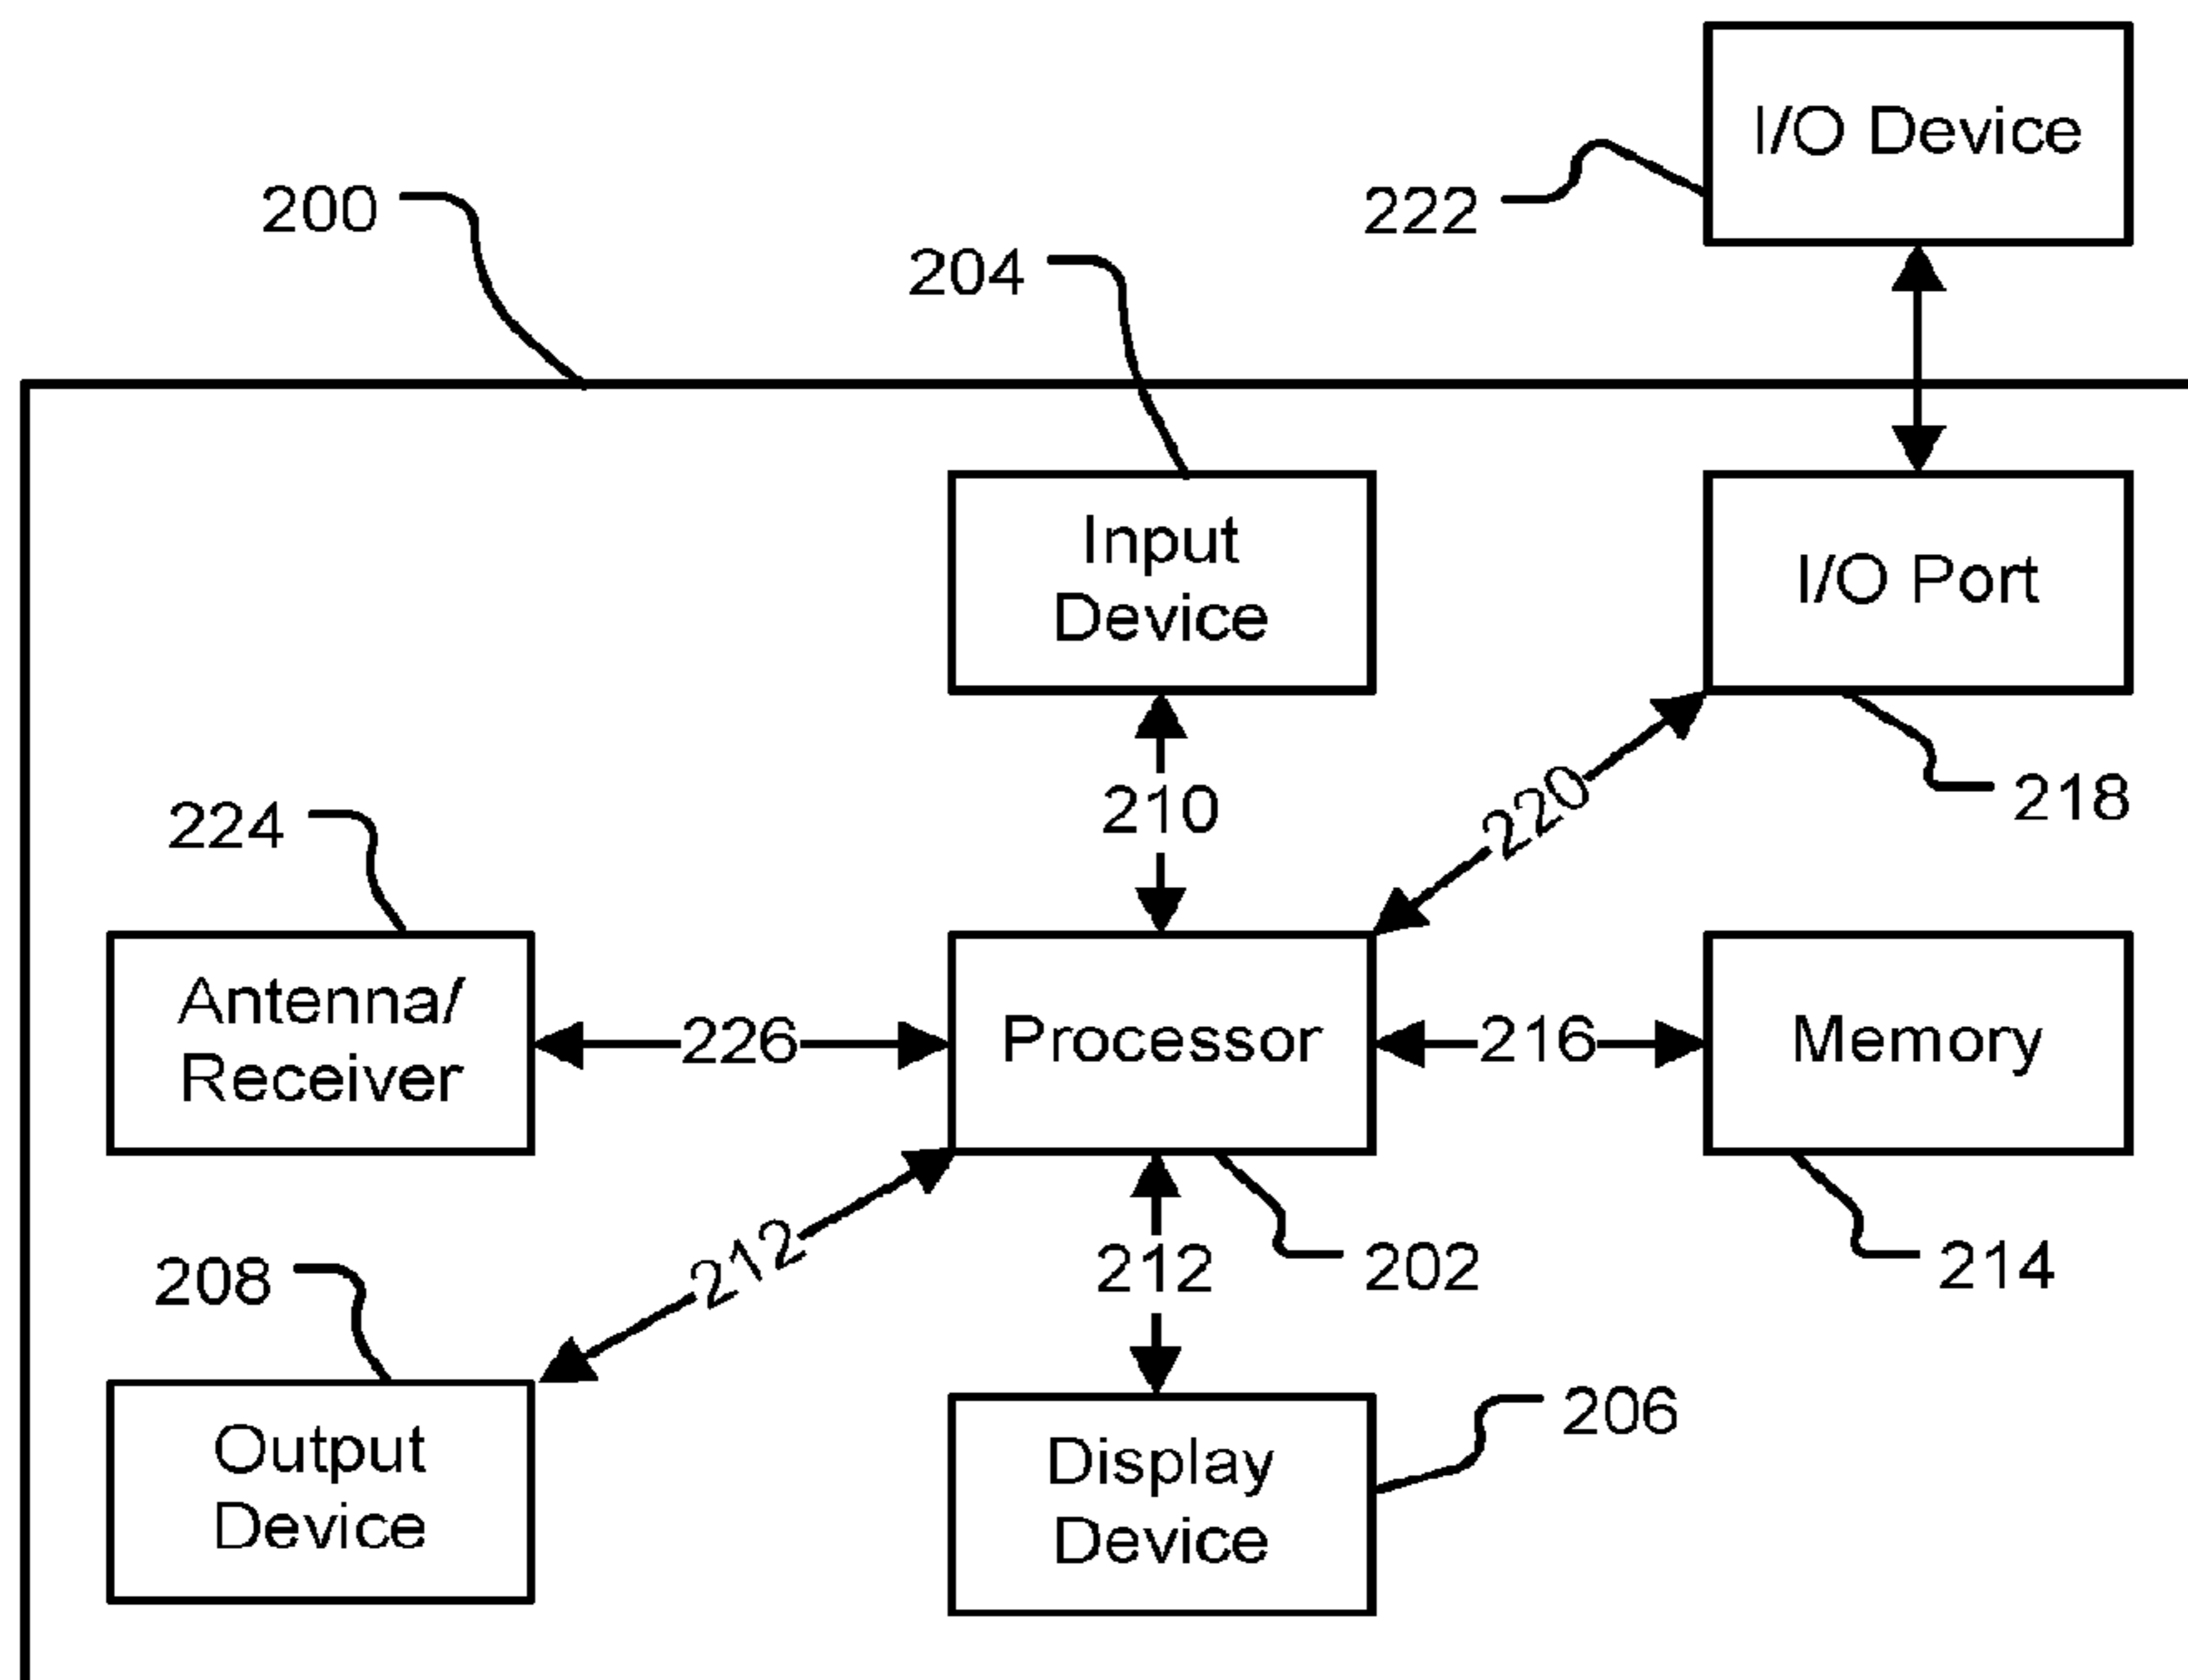 I/O Device
222
200
204
Input
Device
I/O Port
210
220
218
224
Antenna/
Receiver
226
Processor
216
Memory
212
212
202
214
208
206
Output
Device
Display
Device